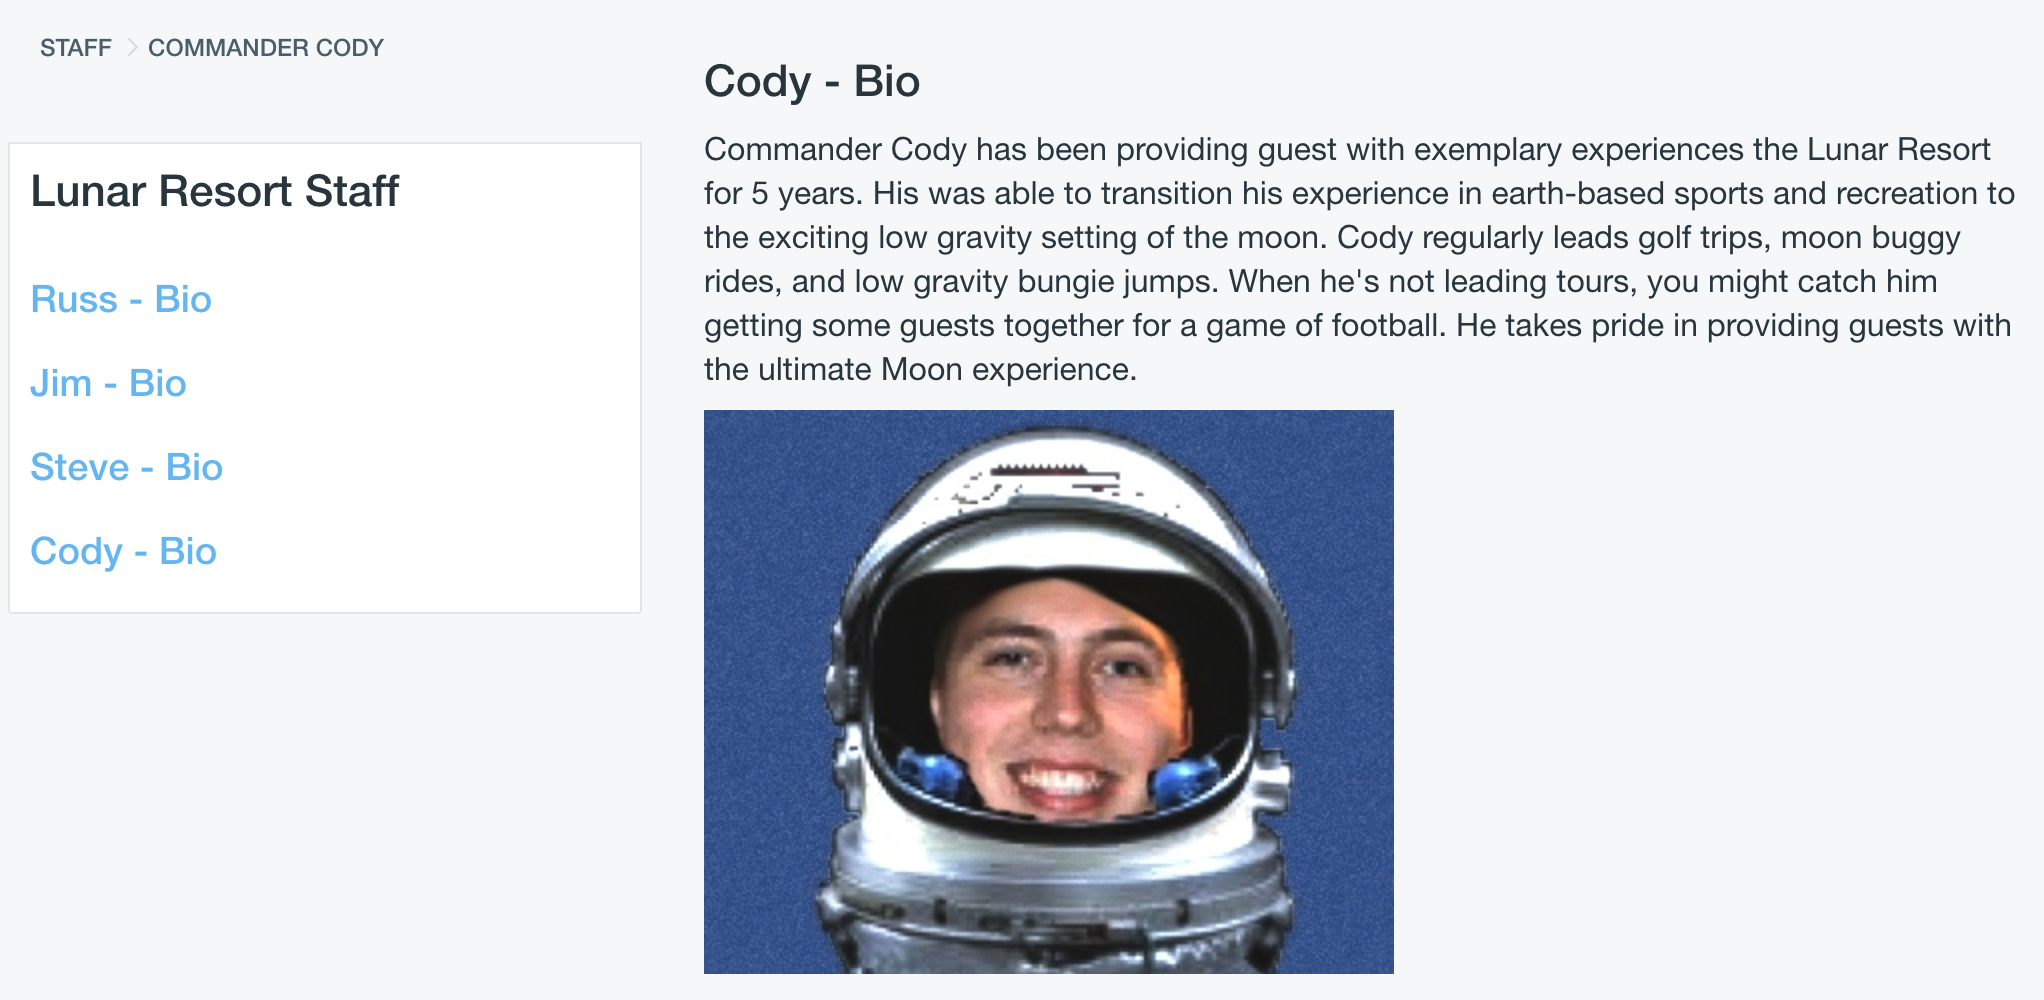 STAFF > COMMANDER CODY
Lunar Resort Staff
Russ - Bio
Jim - Bio
Steve - Bio
Cody - Bio
Cody - Bio
Commander Cody has been providing guest with exemplary experiences the Lunar Resort
for 5 years. His was able to transition his experience in earth-based sports and recreation to
the exciting low gravity setting of the moon. Cody regularly leads golf trips, moon buggy
rides, and low gravity bungie jumps. When he's not leading tours, you might catch him
getting some guests together for a game of football. He takes pride in providing guests with
the ultimate Moon experience.